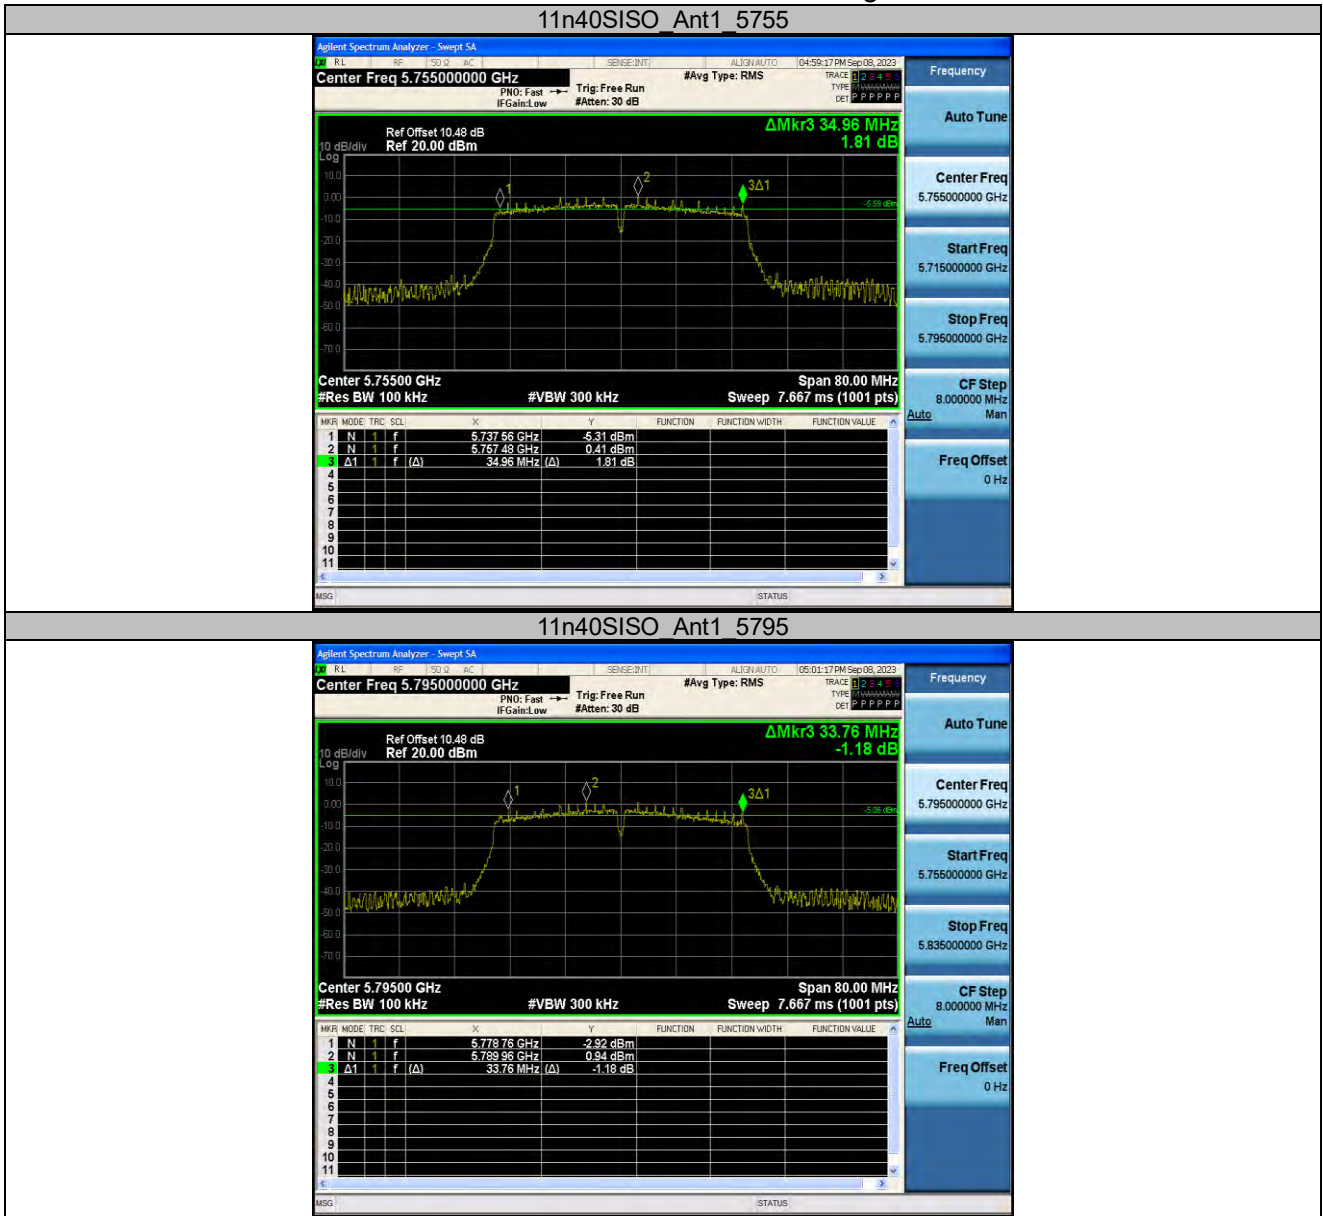 11n40SISO_Ant1_5755
Agilent Spectrum Analyzer - Swept SA
RL RF 50 Ω AC SENSE:INT ALIGN AUTO 04:59:17 PM Sep 08, 2023
Center Freq 5.755000000 GHz #Avg Type: RMS TRACE 1 2 3 4 5 6
PNO: Fast Trig: Free Run TYPE M
IFGain:Low #Atten: 30 dB DET P P P P P P
ΔMkr3 34.96 MHz
1.81 dB
Ref Offset 10.48 dB
10 dB/div Ref 20.00 dBm
Log
10.0
0.00
-10.0
-20.0
-30.0
-40.0
-50.0
-60.0
-70.0
1
2
3Δ1
-5.59 dBm
Center 5.75500 GHz Span 80.00 MHz
#Res BW 100 kHz #VBW 300 kHz Sweep 7.667 ms (1001 pts)
MKR MODE TRC SCL X Y FUNCTION FUNCTION WIDTH FUNCTION VALUE
1 N 1 f 5.737 56 GHz -5.31 dBm
2 N 1 f 5.757 48 GHz 0.41 dBm
3 Δ1 1 f (Δ) 34.96 MHz (Δ) 1.81 dB
4
5
6
7
8
9
10
11
MSG STATUS
Frequency
Auto Tune
Center Freq
5.755000000 GHz
Start Freq
5.715000000 GHz
Stop Freq
5.795000000 GHz
CF Step
8.000000 MHz
Auto Man
Freq Offset
0 Hz
11n40SISO_Ant1_5795
Agilent Spectrum Analyzer - Swept SA
RL RF 50 Ω AC SENSE:INT ALIGN AUTO 05:01:17 PM Sep 08, 2023
Center Freq 5.795000000 GHz #Avg Type: RMS TRACE 1 2 3 4 5 6
PNO: Fast Trig: Free Run TYPE M
IFGain:Low #Atten: 30 dB DET P P P P P P
ΔMkr3 33.76 MHz
-1.18 dB
Ref Offset 10.48 dB
10 dB/div Ref 20.00 dBm
Log
10.0
0.00
-10.0
-20.0
-30.0
-40.0
-50.0
-60.0
-70.0
1
2
3Δ1
-5.06 dBm
Center 5.79500 GHz Span 80.00 MHz
#Res BW 100 kHz #VBW 300 kHz Sweep 7.667 ms (1001 pts)
MKR MODE TRC SCL X Y FUNCTION FUNCTION WIDTH FUNCTION VALUE
1 N 1 f 5.778 76 GHz -2.92 dBm
2 N 1 f 5.789 96 GHz 0.94 dBm
3 Δ1 1 f (Δ) 33.76 MHz (Δ) -1.18 dB
4
5
6
7
8
9
10
11
MSG STATUS
Frequency
Auto Tune
Center Freq
5.795000000 GHz
Start Freq
5.755000000 GHz
Stop Freq
5.835000000 GHz
CF Step
8.000000 MHz
Auto Man
Freq Offset
0 Hz